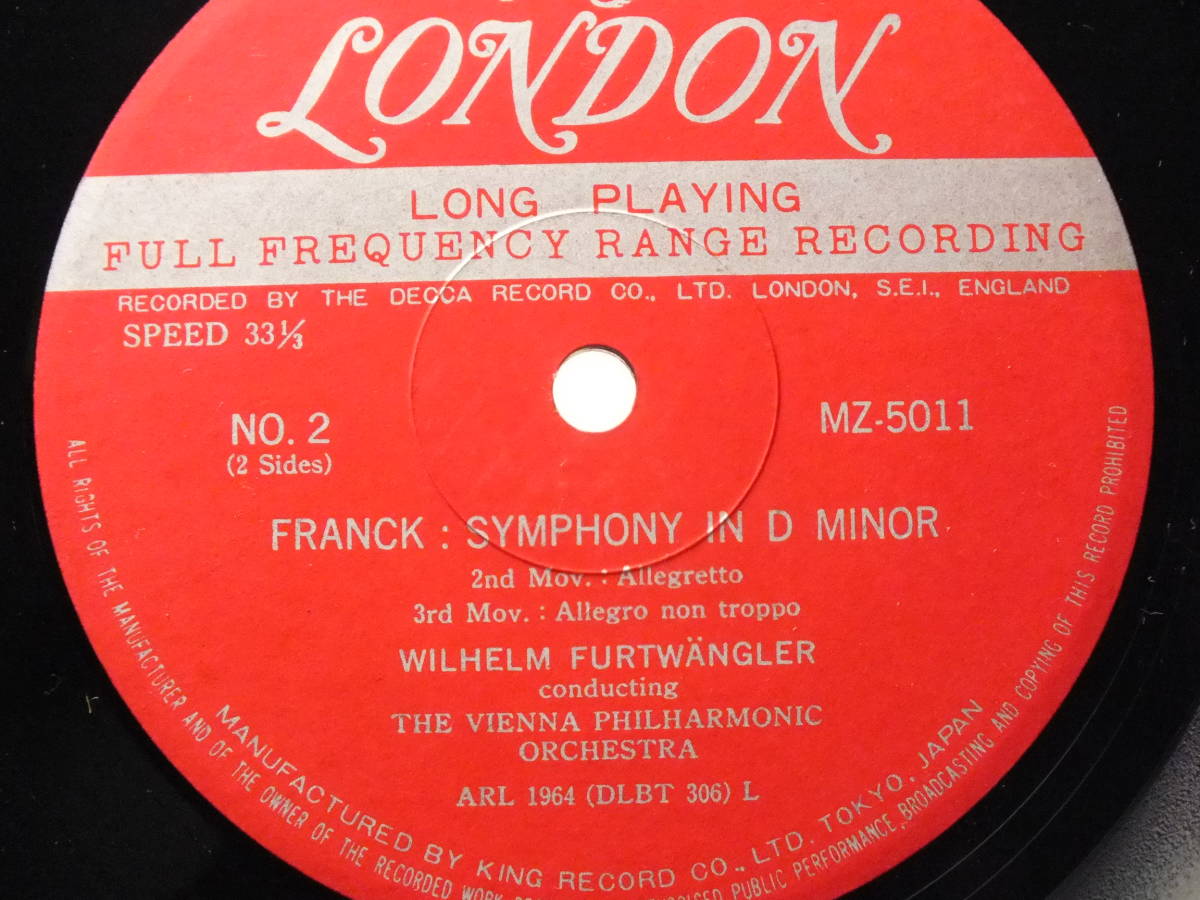 LONDON
LONG PLAYING
FULL FREQUENCY RANGE RECORDING
RECORDED BY THE DECCA RECORD CO., LTD. LONDON, S.E.I., ENGLAND
SPEED 33⅓
NO. 2
(2 Sides)
MZ-5011
FRANCK : SYMPHONY IN D MINOR
2nd Mov. : Allegretto
3rd Mov. : Allegro non troppo
WILHELM FURTWÄNGLER
conducting
THE VIENNA PHILHARMONIC
ORCHESTRA
ARL 1964 (DLBT 306) L
MANUFACTURED BY KING RECORD CO., LTD. TOKYO, JAPAN
ALL RIGHTS OF THE MANUFACTURER AND OF THE OWNER OF THE RECORDED WORK PUBLIC PERFORMANCE, BROADCASTING AND COPYING OF THIS RECORD PROHIBITED